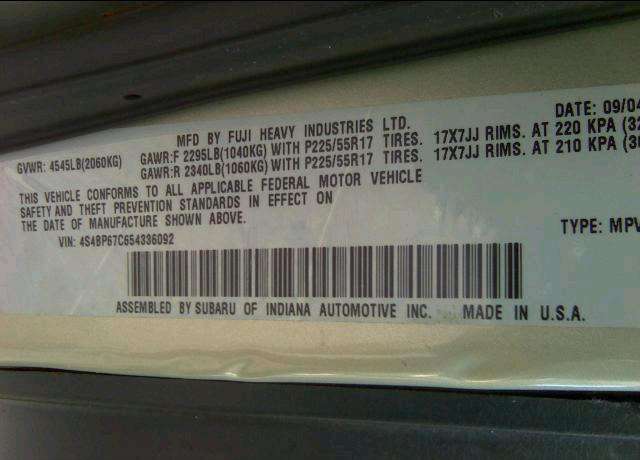 MFD BY FUJI HEAVY INDUSTRIES LTD. DATE: 09/04
GVWR: 4545LB(2060KG) GAWR:F 2295LB(1040KG) WITH P225/55R17 TIRES. 17X7JJ RIMS. AT 220 KPA (32
GAWR:R 2340LB(1060KG) WITH P225/55R17 TIRES. 17X7JJ RIMS. AT 210 KPA (30
THIS VEHICLE CONFORMS TO ALL APPLICABLE FEDERAL MOTOR VEHICLE
SAFETY AND THEFT PREVENTION STANDARDS IN EFFECT ON
THE DATE OF MANUFACTURE SHOWN ABOVE.
VIN: 4S4BP67C654336092 TYPE: MPV
ASSEMBLED BY SUBARU OF INDIANA AUTOMOTIVE INC. MADE IN U.S.A.